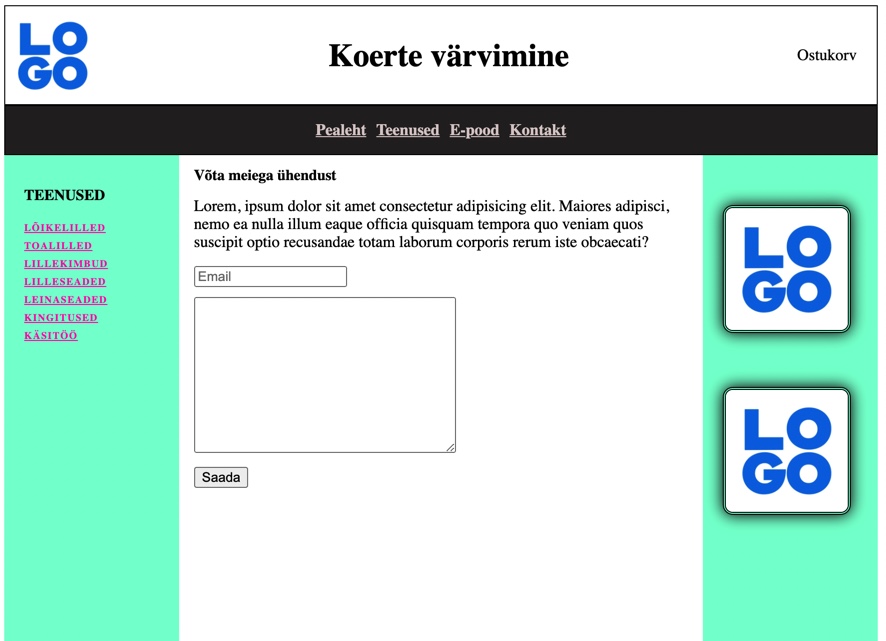 LO
GO
Koerte värvimine
Ostukorv
Pealeht Teenused E-pood Kontakt
TEENUSED
LÕIKELILLED
TOALILLED
LILLEKIMBUD
LILLESEADED
LEINASEADED
KINGITUSED
KÄSITÖÖ
Võta meiega ühendust
Lorem, ipsum dolor sit amet consectetur adipisicing elit. Maiores adipisci,
nemo ea nulla illum eaque officia quisquam tempora quo veniam quos
suscipit optio recusandae totam laborum corporis rerum iste obcaecati?
Email
Saada
LO
GO
LO
GO